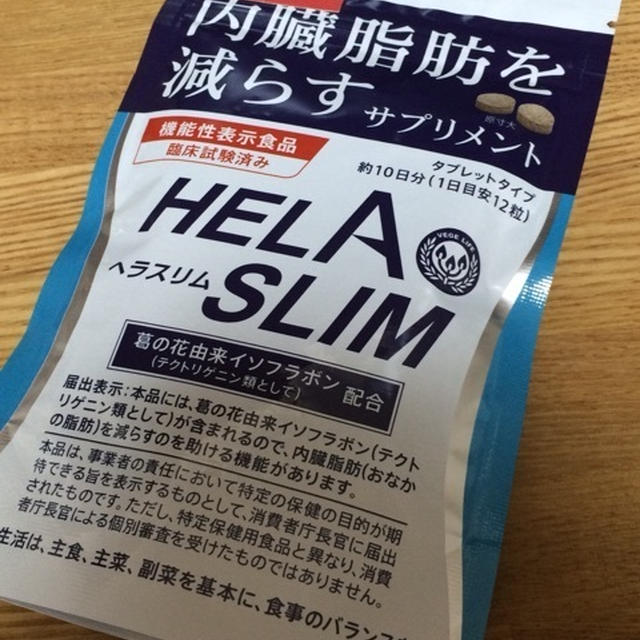 内臓脂肪を
減らす サプリメント
原寸大
機能性表示食品
臨床試験済み
タブレットタイプ
約10日分(1日目安12粒)
HELA
ヘラスリム SLIM
VEGE LIFE
葛の花由来イソフラボン
(テクトリゲニン類として) 配合
届出表示:本品には、葛の花由来イソフラボン(テクト
リゲニン類として)が含まれるので、内臓脂肪(おなか
の脂肪)を減らすのを助ける機能があります。
本品は、事業者の責任において特定の保健の目的が期
待できる旨を表示するものとして、消費者庁長官に届出
されたものです。ただし、特定保健用食品と異なり、消費
者庁長官による個別審査を受けたものではありません。
生活は、主食、主菜、副菜を基本に、食事のバランス